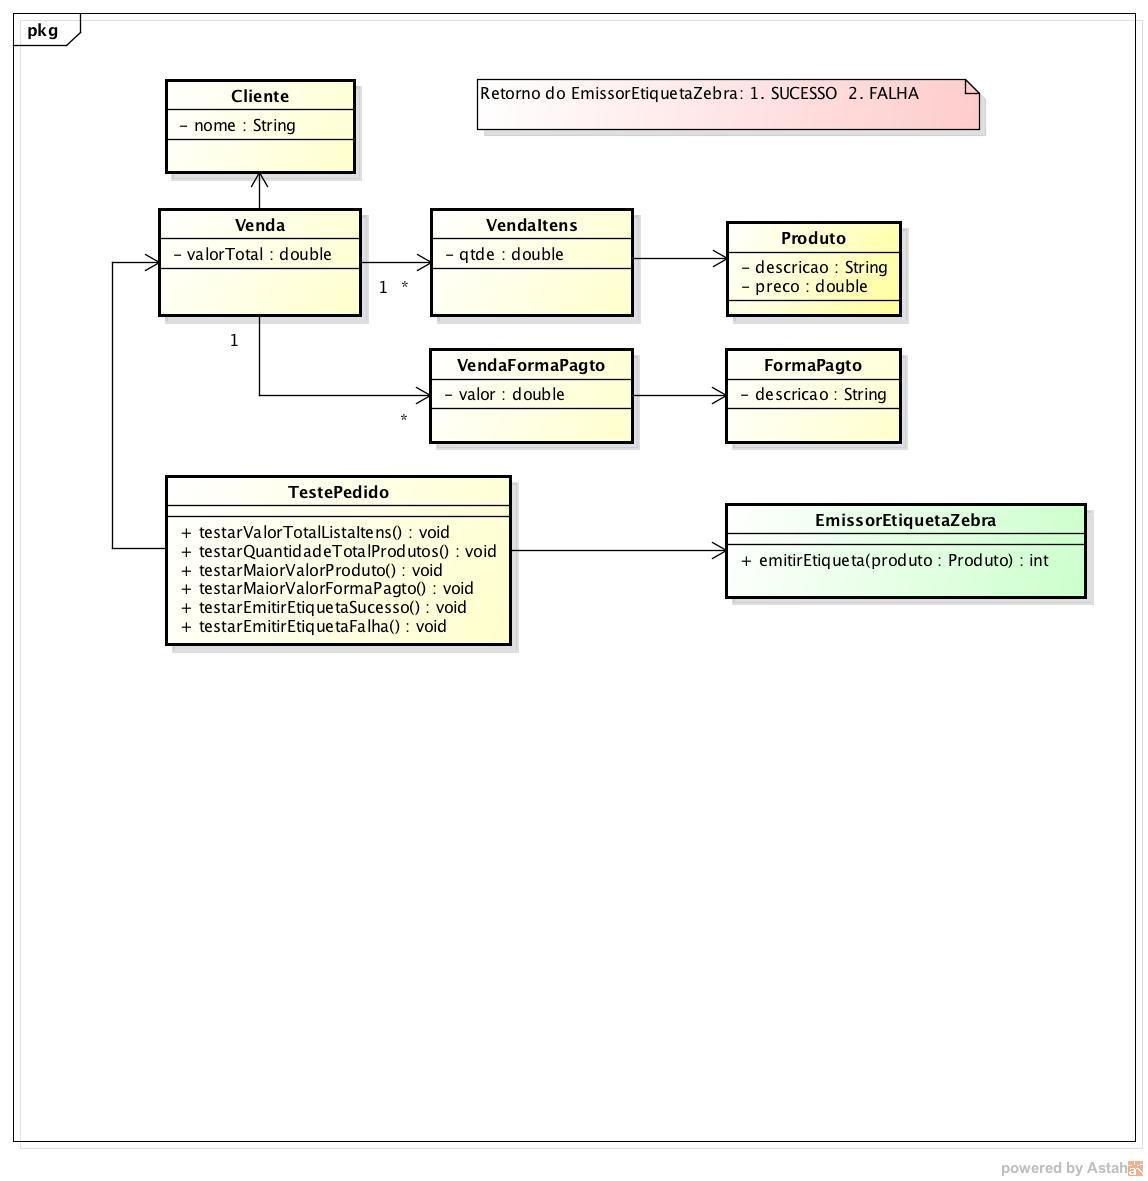 pkg
Cliente
- nome : String
Retorno do EmissorEtiquetaZebra: 1. SUCESSO  2. FALHA
Venda
- valorTotal : double
1
*
VendaItens
- qtde : double
Produto
- descricao : String
- preco : double
1
*
VendaFormaPagto
- valor : double
FormaPagto
- descricao : String
TestePedido
+ testarValorTotalListaItens() : void
+ testarQuantidadeTotalProdutos() : void
+ testarMaiorValorProduto() : void
+ testarMaiorValorFormaPagto() : void
+ testarEmitirEtiquetaSucesso() : void
+ testarEmitirEtiquetaFalha() : void
EmissorEtiquetaZebra
+ emitirEtiqueta(produto : Produto) : int
powered by Astah